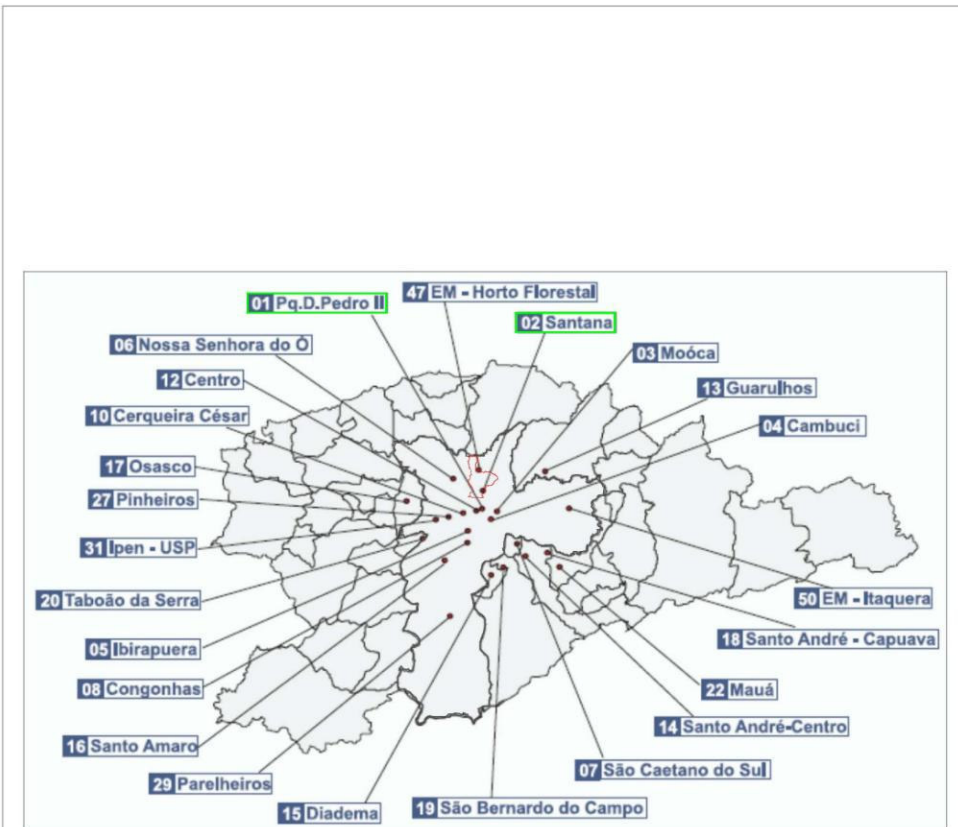 47 EM - Horto Florestal
01 Pq.D.Pedro II
02 Santana
06 Nossa Senhora do Ó
03 Moóca
12 Centro
13 Guarulhos
10 Cerqueira César
04 Cambuci
17 Osasco
27 Pinheiros
31 Ipen - USP
20 Taboão da Serra
50 EM - Itaquera
18 Santo André - Capuava
05 Ibirapuera
08 Congonhas
22 Mauá
14 Santo André-Centro
16 Santo Amaro
07 São Caetano do Sul
29 Parelheiros
19 São Bernardo do Campo
15 Diadema